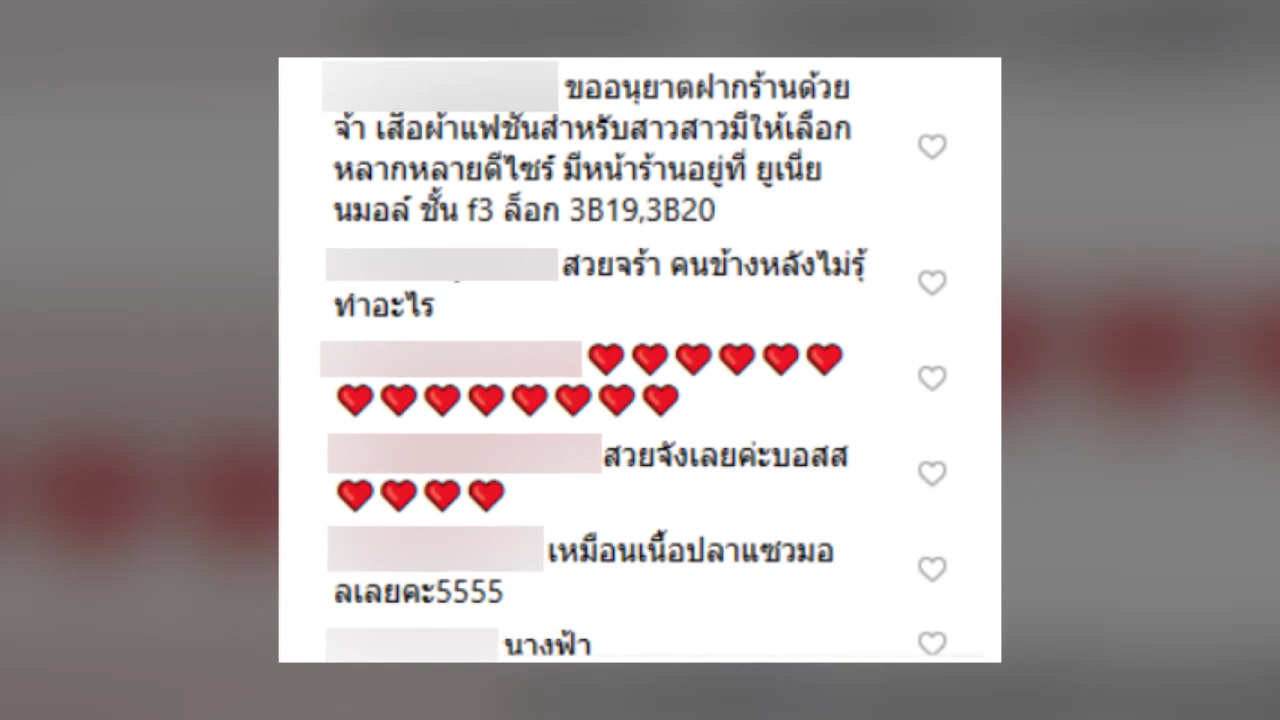 ขออนุยาตฝากร้านด้วย
จ้า เสื้อผ้าแฟชั่นสำหรับสาวสาวมีให้เลือก
หลากหลายดีไซร์ มีหน้าร้านอยู่ที่ ยูเนี่ย
นมอล์ ชั้น f3 ล็อก 3B19,3B20
สวยจร้า คนข้างหลังไม่รุ้
ทำอะไร
❤❤❤❤❤❤
❤❤❤❤❤❤❤❤
สวยจังเลยค่ะบอสส
❤❤❤❤
เหมือนเนื้อปลาแซวมอ
ลเลยคะ5555
นางฟ้า